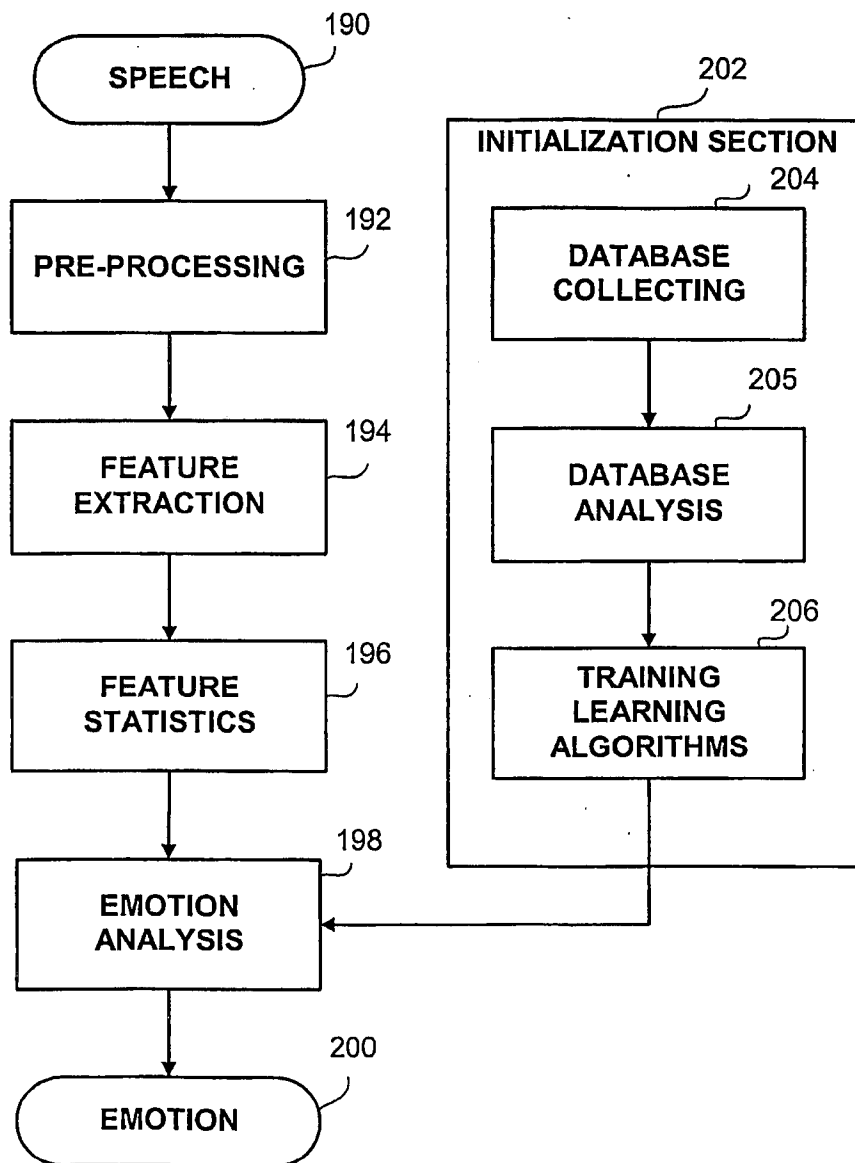 190
SPEECH
192
PRE-PROCESSING
194
FEATURE
EXTRACTION
196
FEATURE
STATISTICS
198
EMOTION
ANALYSIS
200
EMOTION
202
INITIALIZATION SECTION
204
DATABASE
COLLECTING
205
DATABASE
ANALYSIS
206
TRAINING
LEARNING
ALGORITHMS